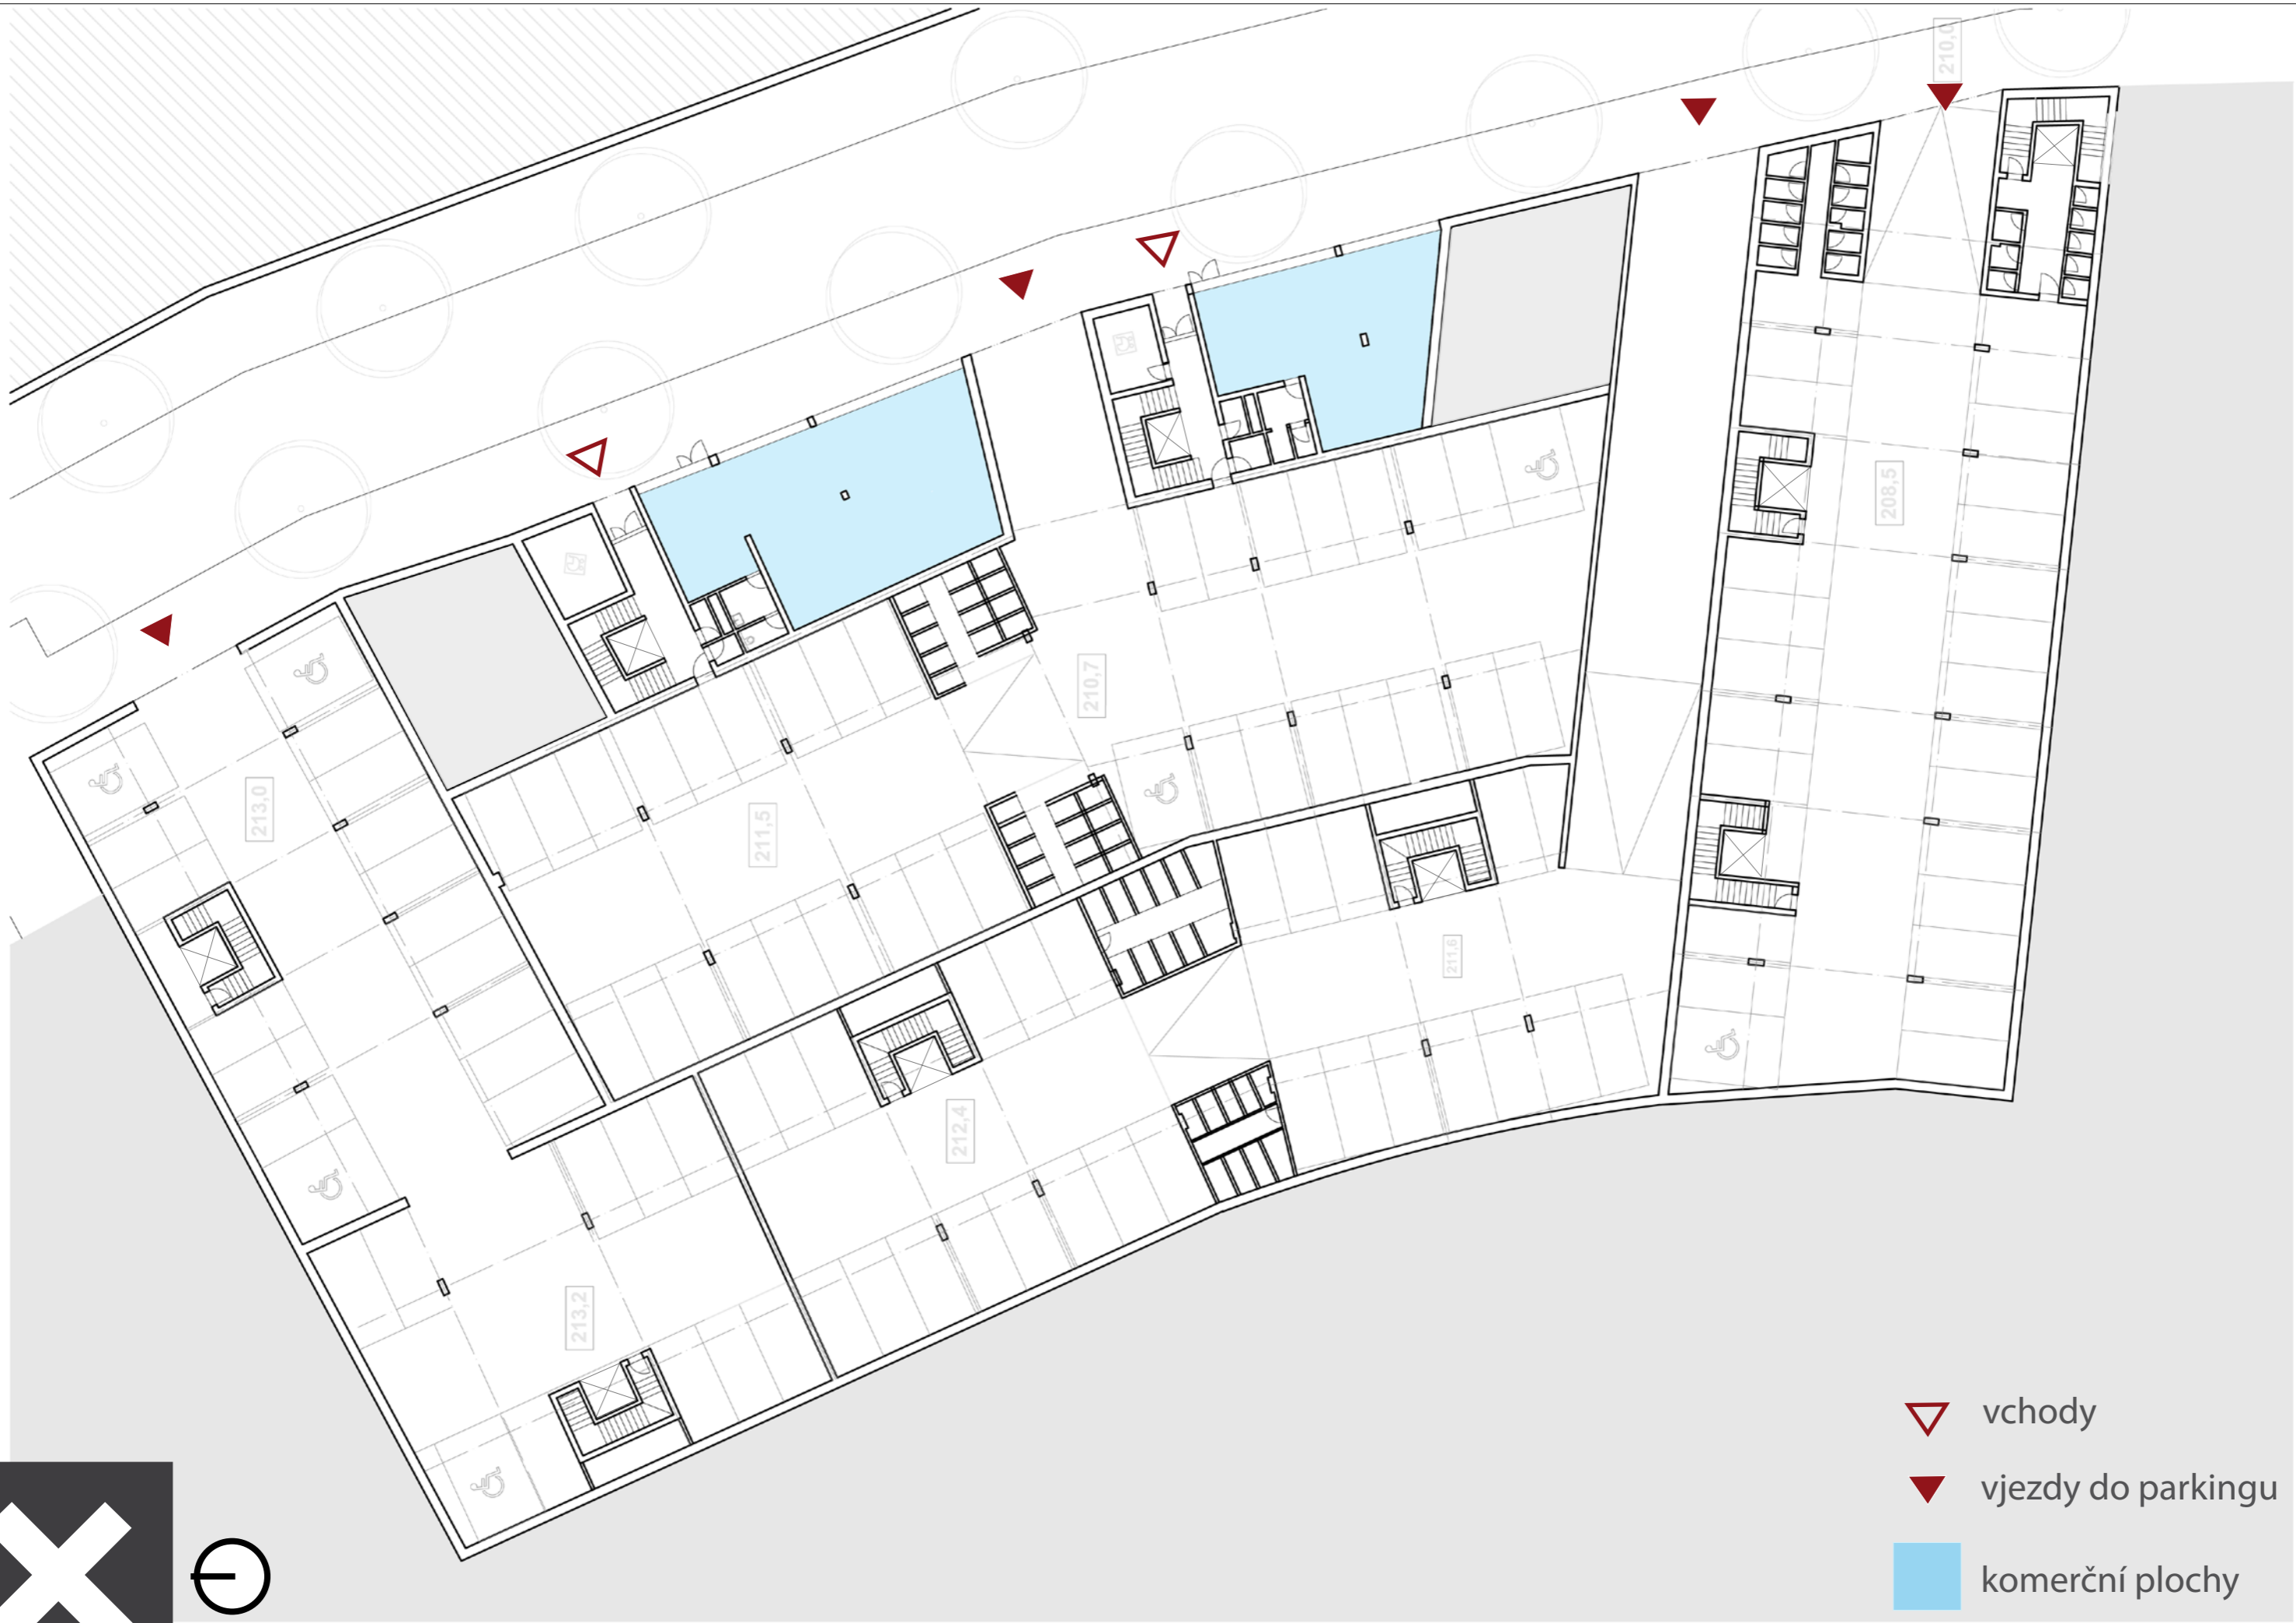 210,0
208,5
210,7
213,0
211,5
211,6
212,4
213,2
vchody
vjezdy do parkingu
komerční plochy